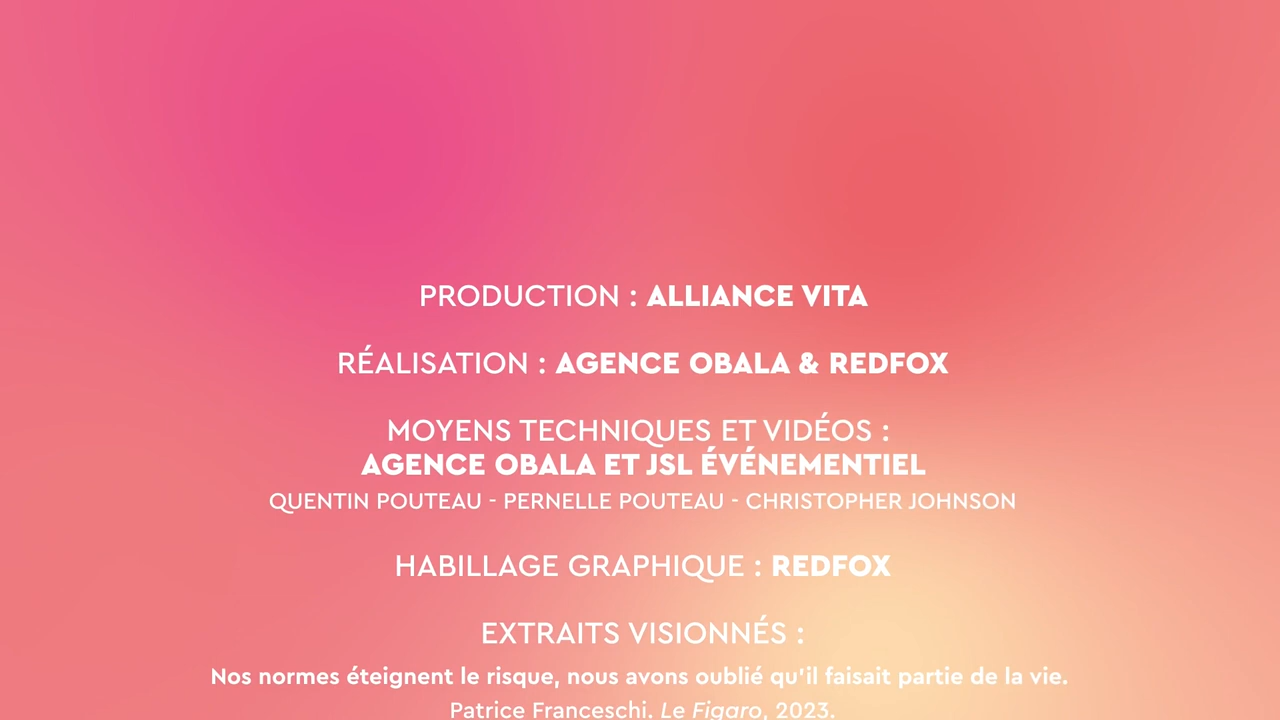 PRODUCTION : ALLIANCE VITA
RÉALISATION : AGENCE OBALA & REDFOX
MOYENS TECHNIQUES ET VIDÉOS :
AGENCE OBALA ET JSL ÉVÉNEMENTIEL
QUENTIN POUTEAU - PERNELLE POUTEAU - CHRISTOPHER JOHNSON
HABILLAGE GRAPHIQUE : REDFOX
EXTRAITS VISIONNÉS :
Nos normes éteignent le risque, nous avons oublié qu'il faisait partie de la vie.
Patrice Franceschi. Le Figaro, 2023.